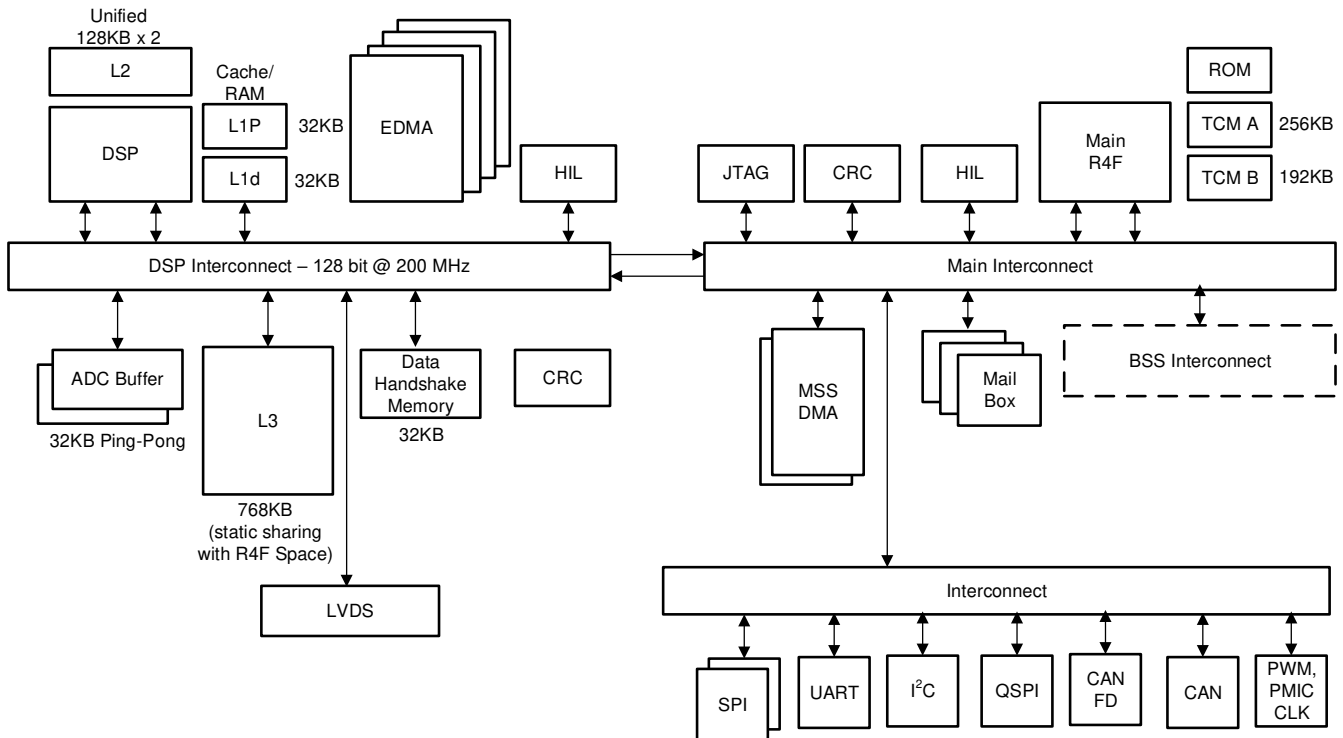 Unified
128KB x 2
L2
Cache/
RAM
L1P
32KB
DSP
L1d
32KB
EDMA
HIL
JTAG
CRC
HIL
Main
R4F
ROM
TCM A
256KB
TCM B
192KB
DSP Interconnect – 128 bit @ 200 MHz
Main Interconnect
ADC Buffer
32KB Ping-Pong
L3
768KB
(static sharing
with R4F Space)
Data
Handshake
Memory
32KB
CRC
LVDS
MSS
DMA
Mail
Box
BSS Interconnect
Interconnect
SPI
UART
I²C
QSPI
CAN
FD
CAN
PWM,
PMIC
CLK